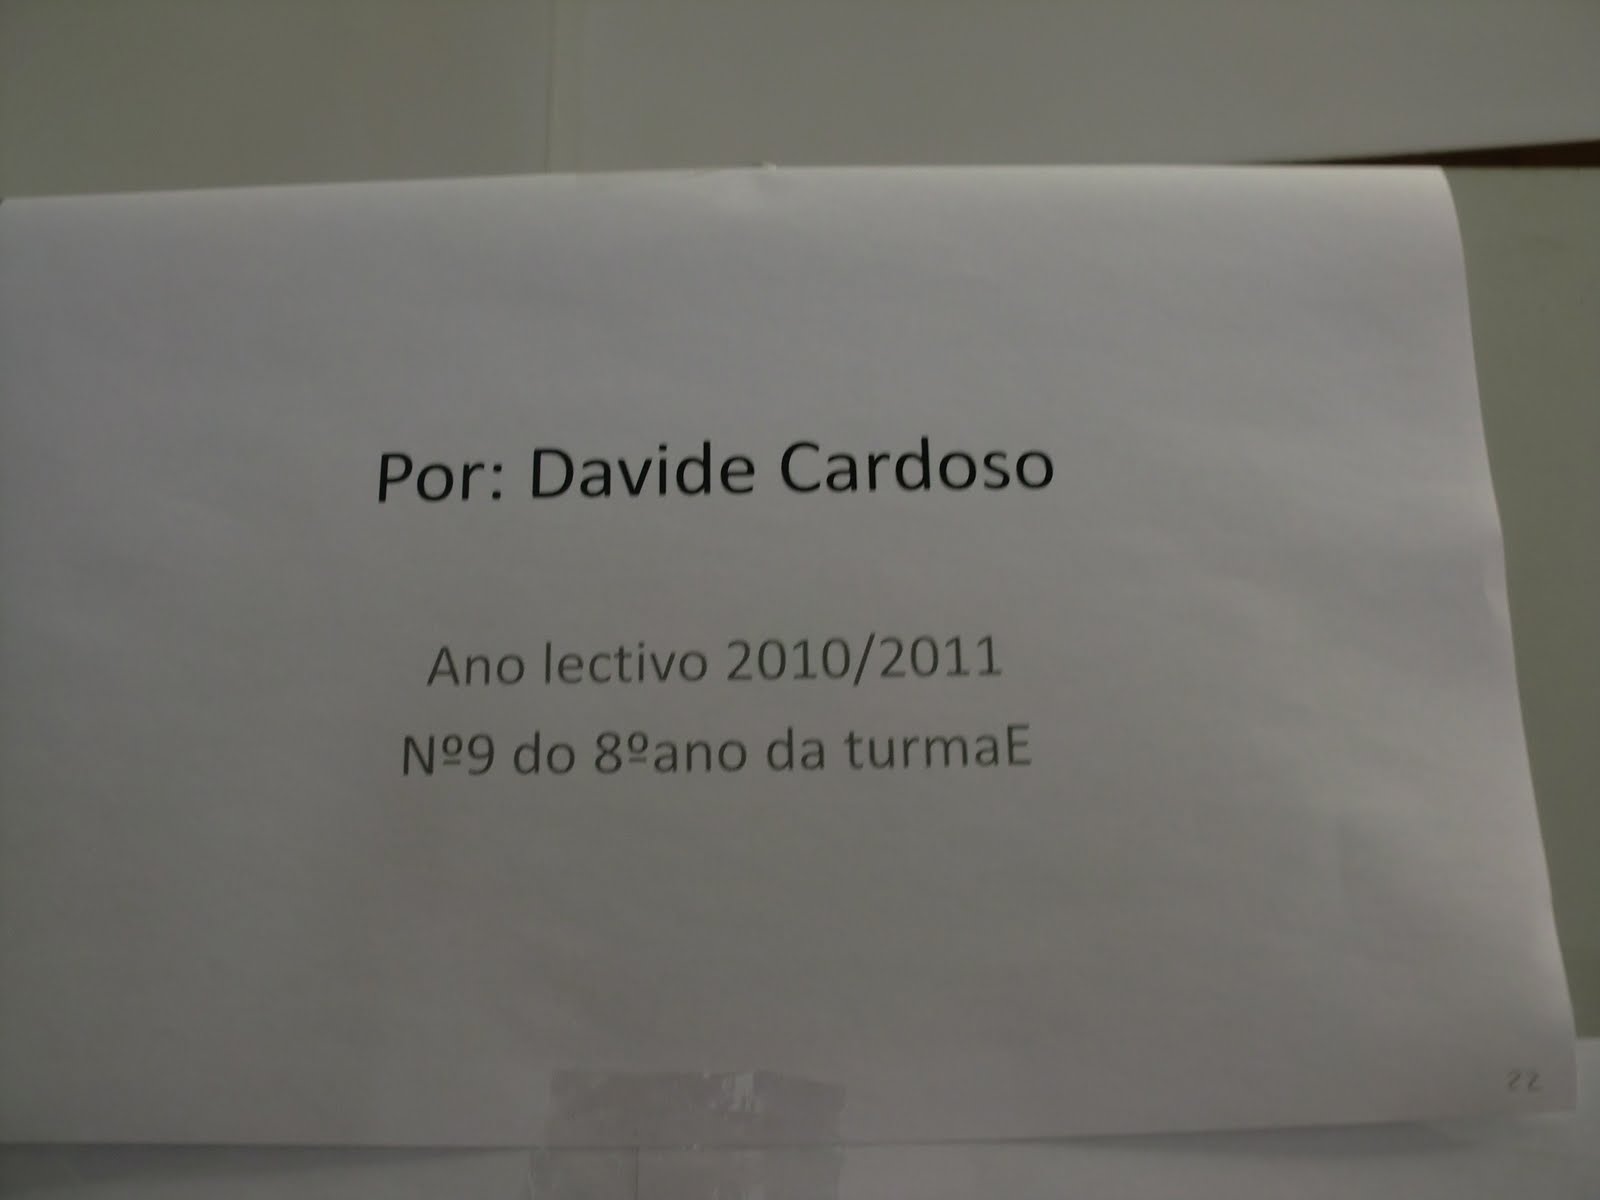 Por: Davide Cardoso
Ano lectivo 2010/2011
Nº9 do 8ºano da turmaE
22